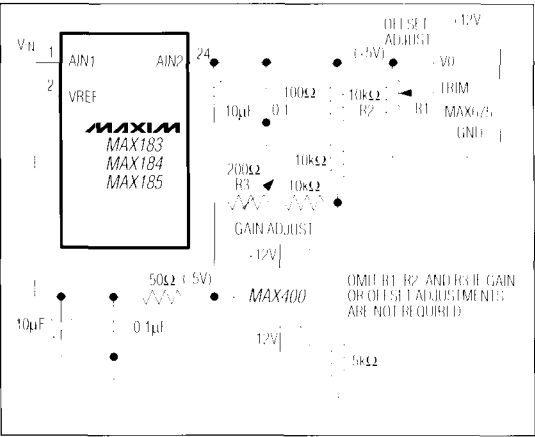 OFFSET
ADJUST
+12V
VIN
1
AIN1
AIN2
24
(+5V)
V0
2
VREF
100Ω
10kΩ
R2
R1
TRIM
MAXIM
MAX183
MAX184
MAX185
10µF
0.1
GND
200Ω
R3
10kΩ
10kΩ
GAIN ADJUST
12V
50Ω
5V)
MAX400
OMIT R1, R2, AND R3 IF GAIN
OR OFFSET ADJUSTMENTS
ARE NOT REQUIRED
10µF
0.1µF
12V
5kΩ